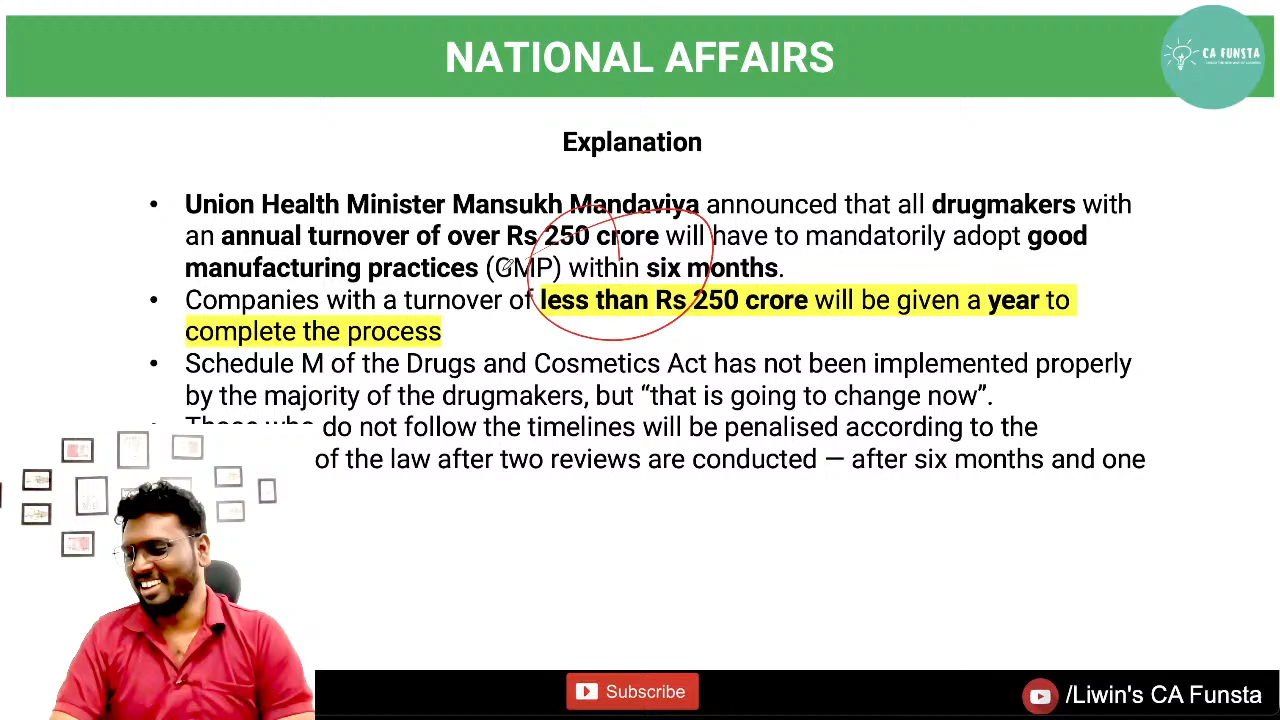 NATIONAL AFFAIRS
CA FUNSTA
Explanation
• Union Health Minister Mansukh Mandaviya announced that all drugmakers with
an annual turnover of over Rs 250 crore will have to mandatorily adopt good
manufacturing practices (GMP) within six months.
• Companies with a turnover of less than Rs 250 crore will be given a year to
complete the process
• Schedule M of the Drugs and Cosmetics Act has not been implemented properly
by the majority of the drugmakers, but “that is going to change now”.
• Those who do not follow the timelines will be penalised according to the
of the law after two reviews are conducted — after six months and one
Subscribe
/Liwin's CA Funsta